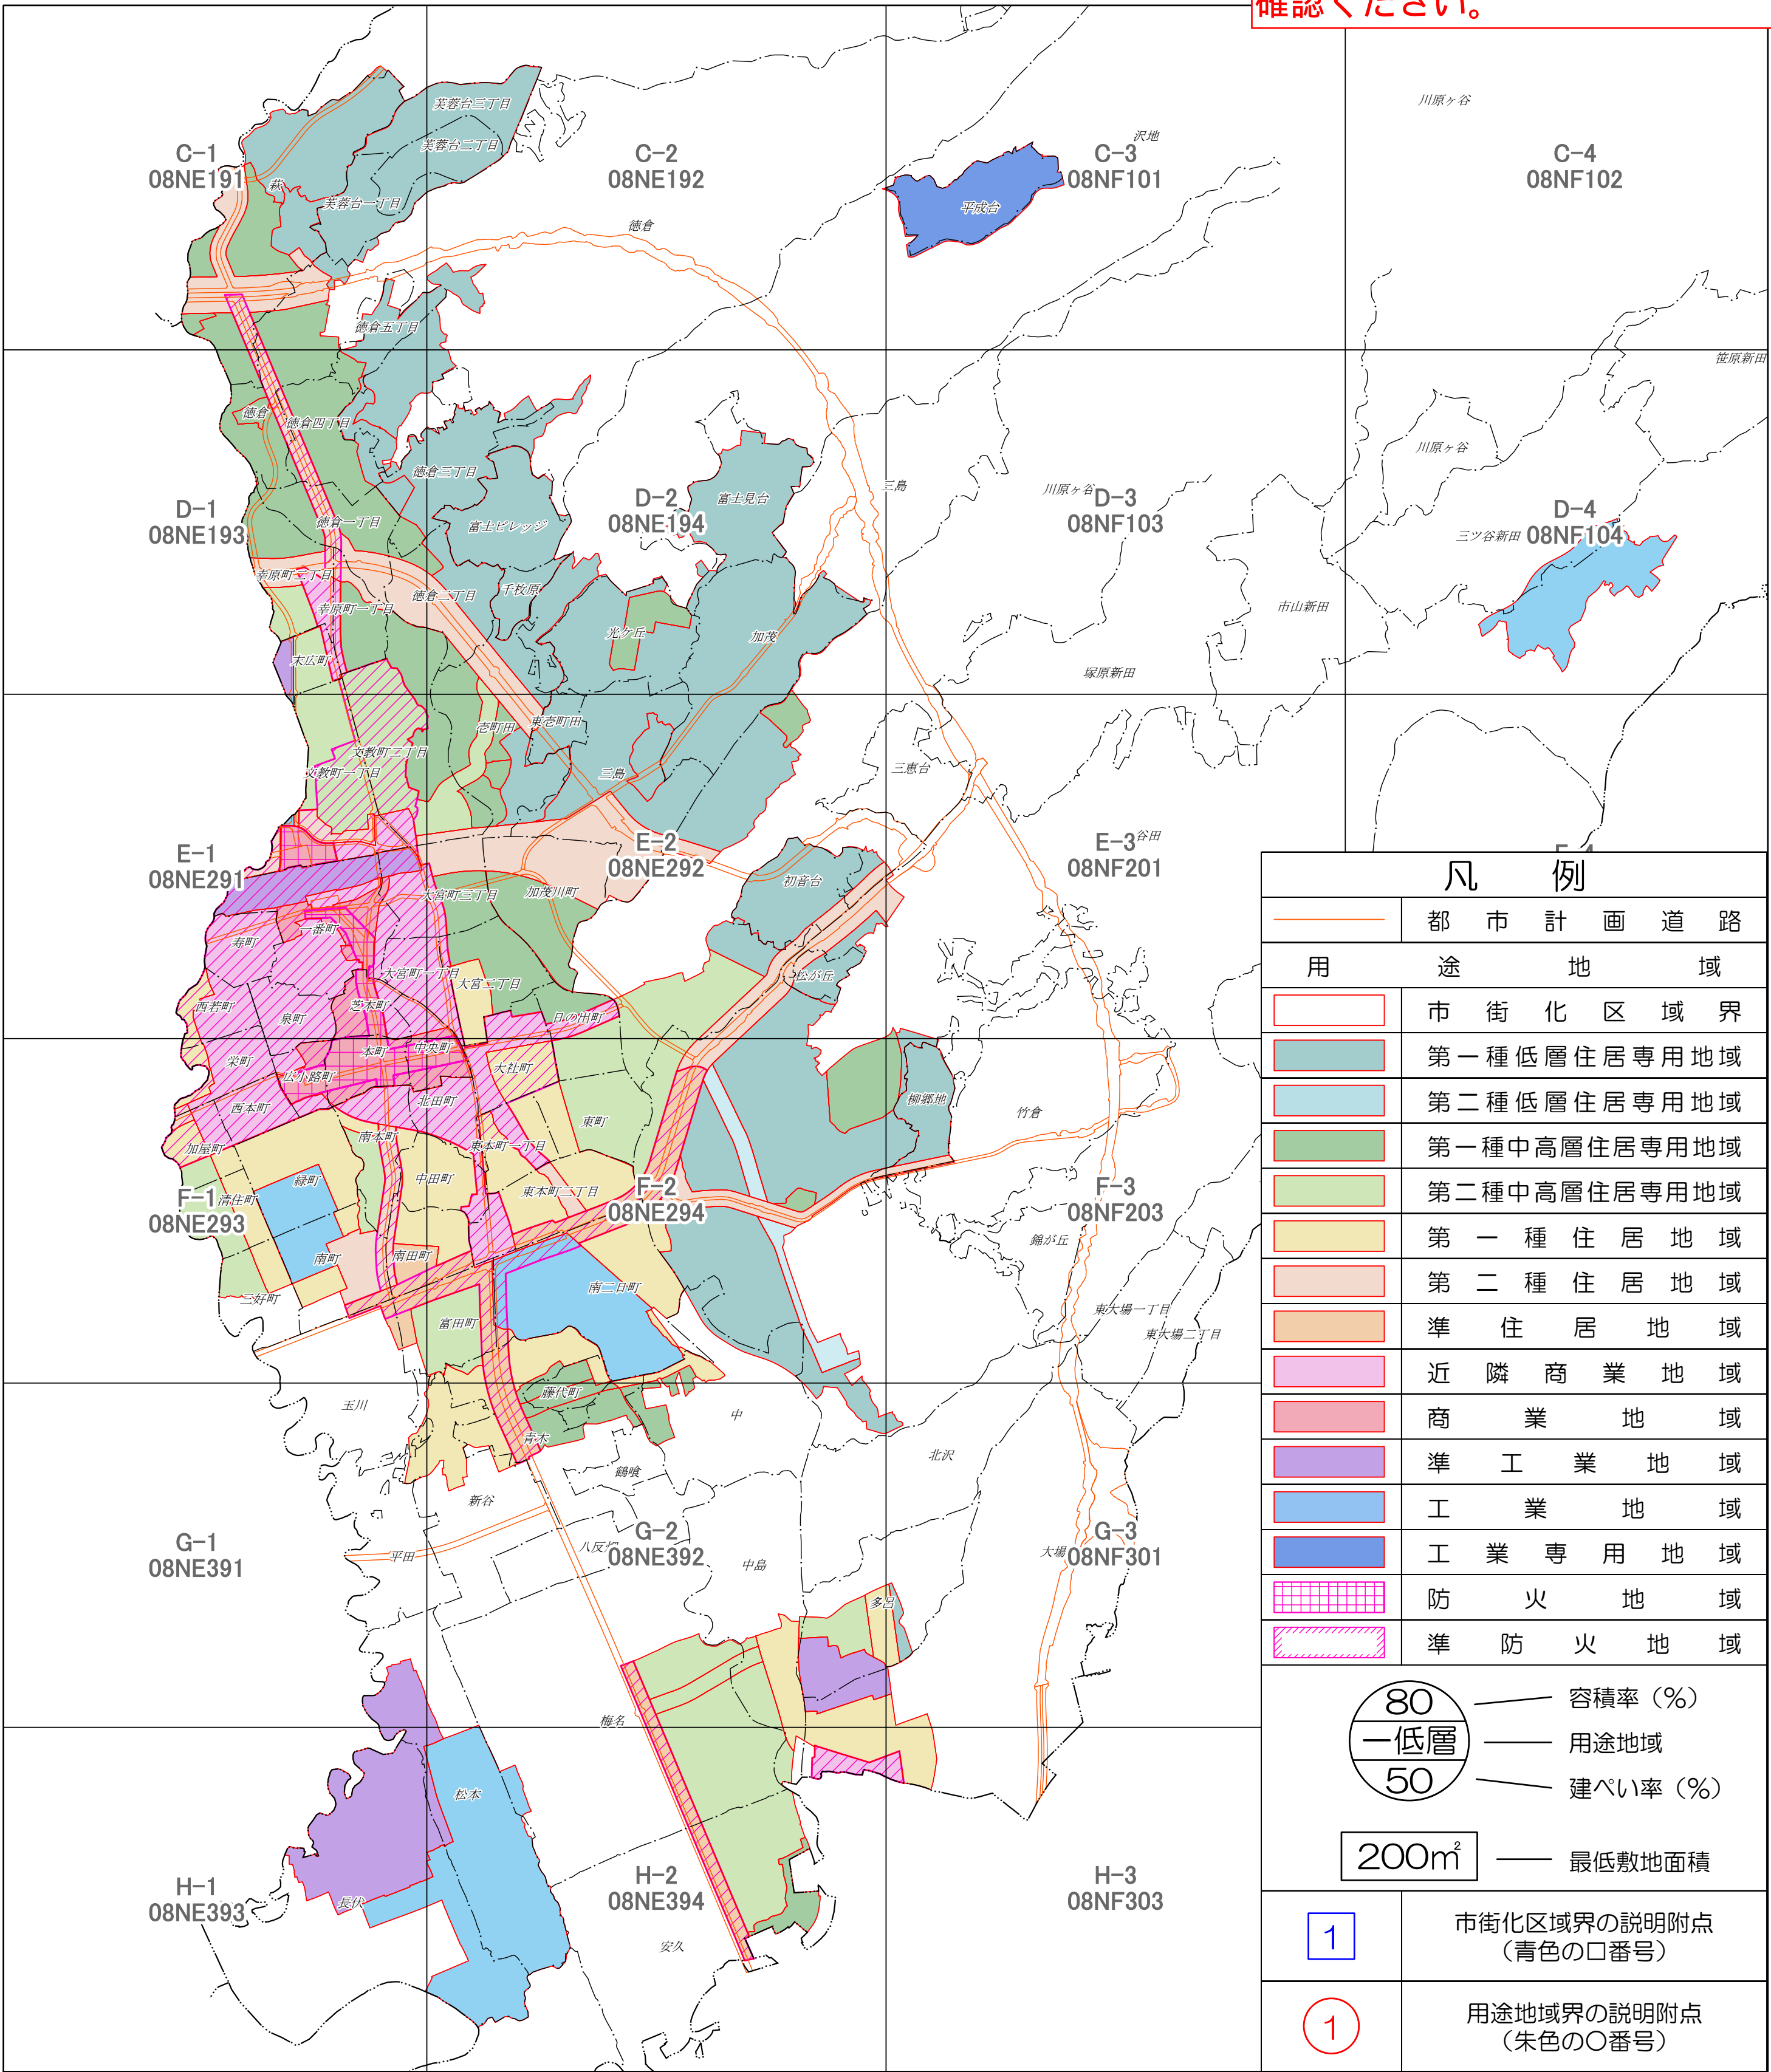 確認ください。
川原ヶ谷
沢地
C-1
08NE191
C-2
08NE192
C-3
08NF101
C-4
08NF102
芙蓉台三丁目
芙蓉台二丁目
萩
芙蓉台一丁目
平成台
徳倉
徳倉五丁目
笹原新田
徳倉
徳倉四丁目
徳倉三丁目
川原ヶ谷
D-1
08NE193
D-2
08NE194
D-3
08NF103
D-4
08NF104
富士見台
三島
川原ヶ谷
徳倉一丁目
富士ビレッジ
三ツ谷新田
幸原町二丁目
徳倉二丁目
千枚原
幸原町一丁目
市山新田
光ケ丘
加茂
末広町
塚原新田
壱町田
東壱町田
文教町二丁目
文教町一丁目
三島
三恵台
谷田
E-1
08NE291
E-2
08NE292
E-3
08NF201
大宮町三丁目
加茂川町
初音台
寿町
一番町
大宮町一丁目
大宮二丁目
松が丘
西若町
泉町
芝本町
日の出町
栄町
本町
中央町
広小路町
大社町
西本町
北田町
柳郷地
竹倉
東町
加屋町
南本町
東本町一丁目
緑町
中田町
東本町二丁目
清住町
F-1
08NE293
F-2
08NE294
F-3
08NF203
南町
南田町
錦が丘
三好町
南二日町
富田町
東大場一丁目
東大場二丁目
藤代町
玉川
中
青木
北沢
鶴喰
新谷
G-1
08NE391
G-2
08NE392
G-3
08NF301
平田
八反畑
中島
大場
多呂
梅名
松本
H-1
08NE393
H-2
08NE394
H-3
08NF303
長伏
安久
凡例
都市計画道路
用途地域
市街化区域界
第一種低層住居専用地域
第二種低層住居専用地域
第一種中高層住居専用地域
第二種中高層住居専用地域
第一種住居地域
第二種住居地域
準住居地域
近隣商業地域
商業地域
準工業地域
工業地域
工業専用地域
防火地域
準防火地域
80
容積率（%）
一低層
用途地域
50
建ぺい率（%）
200㎡
最低敷地面積
1
市街化区域界の説明附点
（青色の口番号）
1
用途地域界の説明附点
（朱色の〇番号）